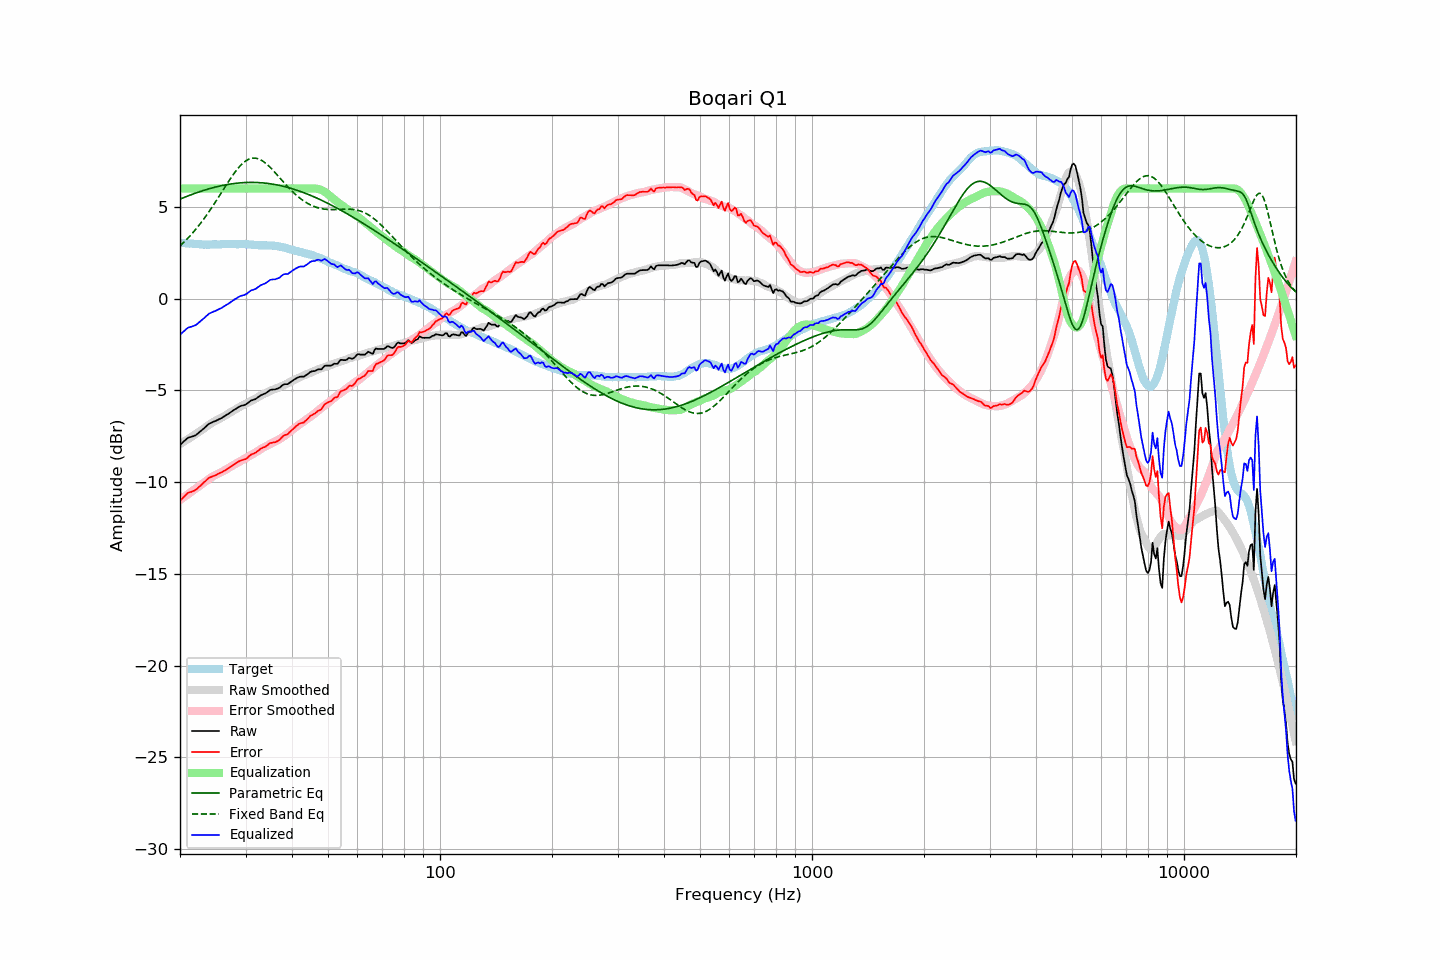 Boqari Q1
Amplitude (dBr)
5
0
−5
−10
−15
−20
−25
−30
Target
Raw Smoothed
Error Smoothed
Raw
Error
Equalization
Parametric Eq
Fixed Band Eq
Equalized
100
1000
10000
Frequency (Hz)